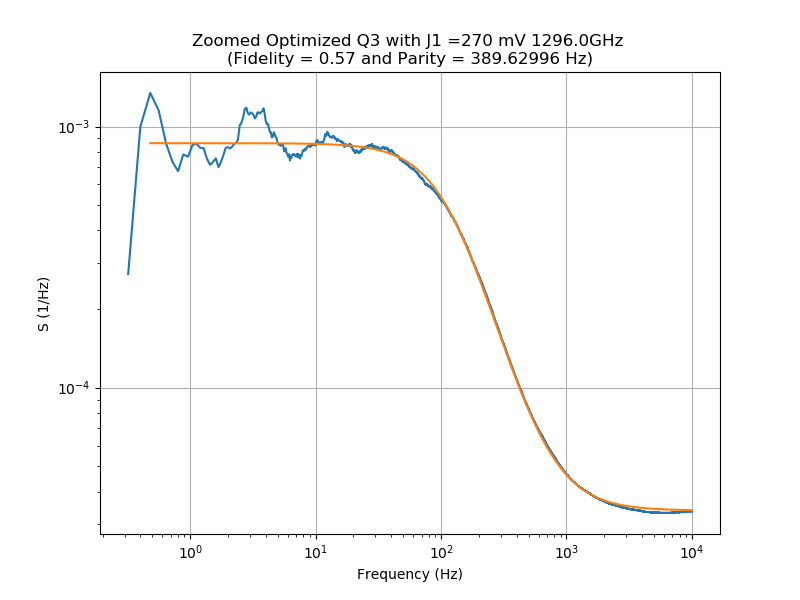 Zoomed Optimized Q3 with J1 =270 mV 1296.0GHz
(Fidelity = 0.57 and Parity = 389.62996 Hz)
10⁻³
10⁻⁴
S (1/Hz)
10⁰ 10¹ 10² 10³ 10⁴
Frequency (Hz)